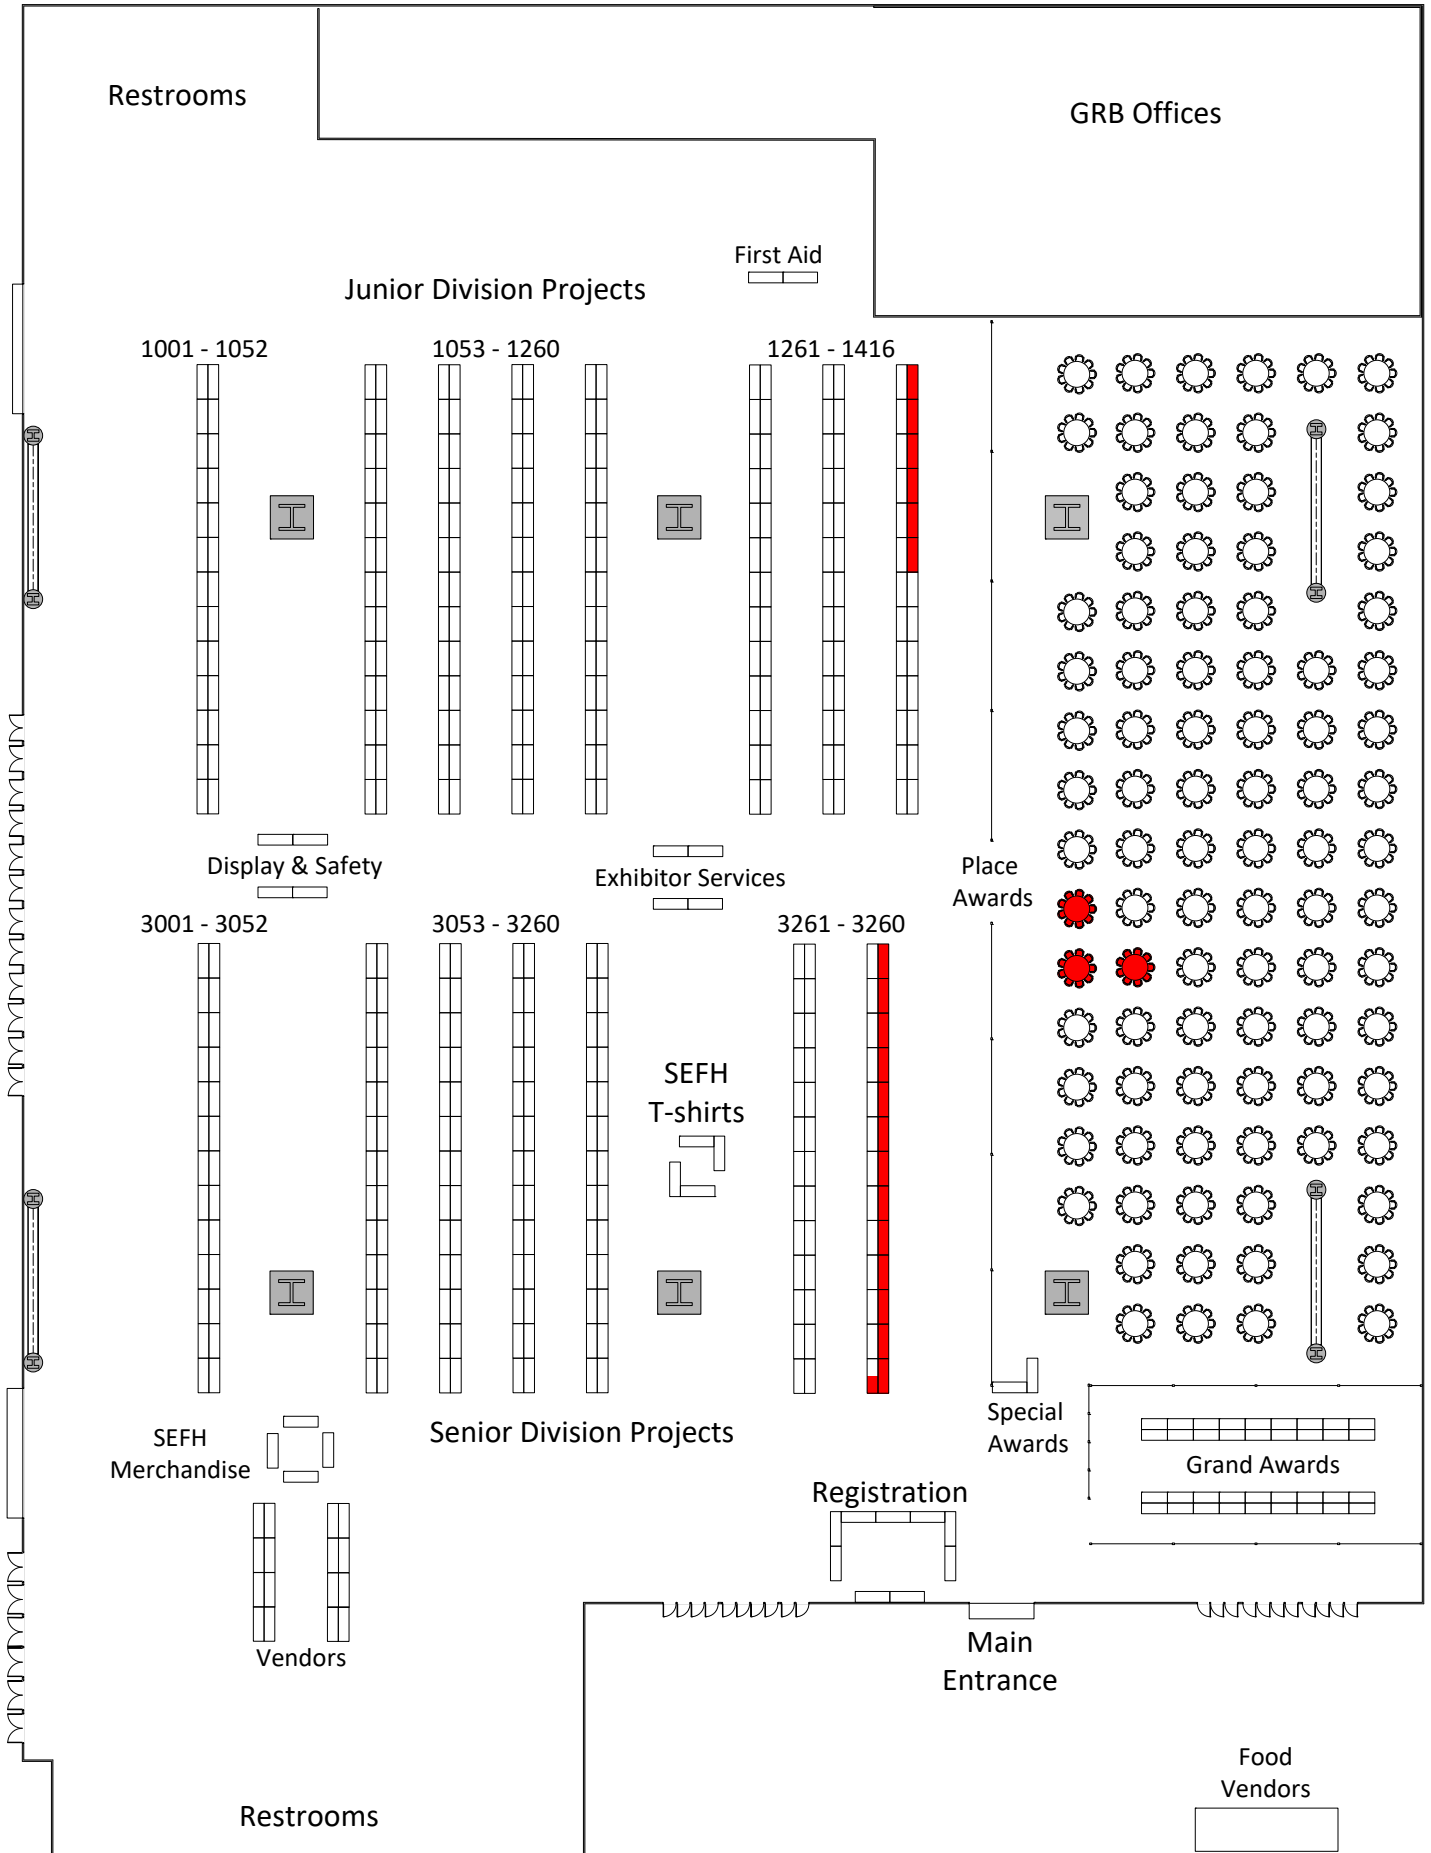 Restrooms
GRB Offices
First Aid
Junior Division Projects
1001 - 1052
1053 - 1260
1261 - 1416
Display & Safety
Exhibitor Services
Place
Awards
3001 - 3052
3053 - 3260
3261 - 3260
SEFH
T-shirts
Senior Division Projects
SEFH
Merchandise
Special
Awards
Grand Awards
Registration
Vendors
Main
Entrance
Food
Vendors
Restrooms